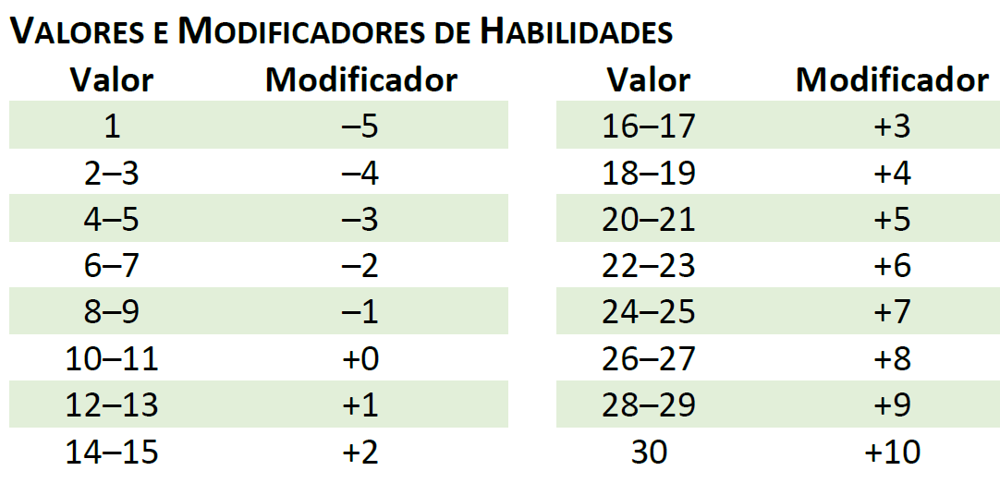 VALORES E MODIFICADORES DE HABILIDADES
Valor Modificador Valor Modificador
1 –5 16–17 +3
2–3 –4 18–19 +4
4–5 –3 20–21 +5
6–7 –2 22–23 +6
8–9 –1 24–25 +7
10–11 +0 26–27 +8
12–13 +1 28–29 +9
14–15 +2 30 +10